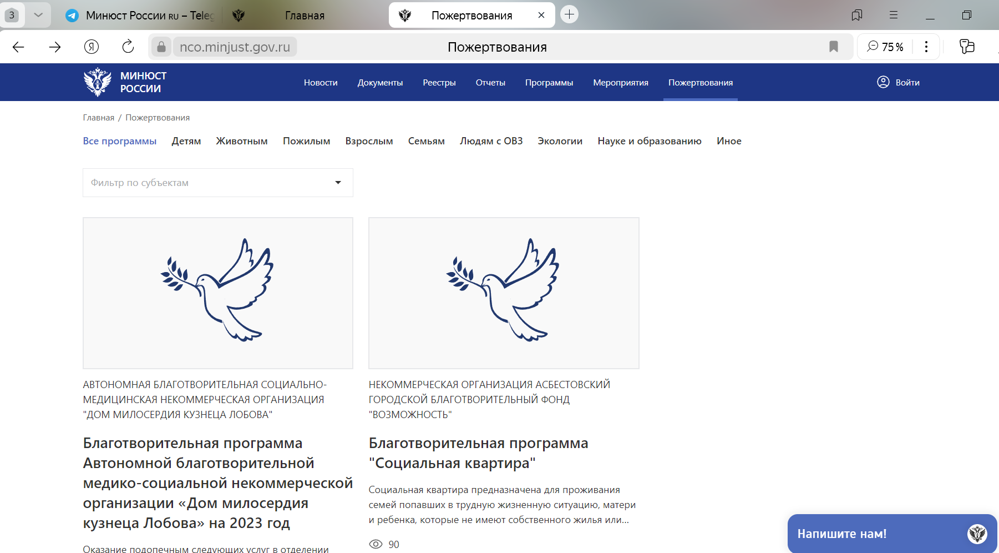 3
Минюст России RU – Teleg
Главная
Пожертвования
nco.minjust.gov.ru
Пожертвования
75%
МИНЮСТ
РОССИИ
Новости
Документы
Реестры
Отчеты
Программы
Мероприятия
Пожертвования
Войти
Главная / Пожертвования
Все программы
Детям
Животным
Пожилым
Взрослым
Семьям
Людям с ОВЗ
Экологии
Науке и образованию
Иное
Фильтр по субъектам
АВТОНОМНАЯ БЛАГОТВОРИТЕЛЬНАЯ СОЦИАЛЬНО-
МЕДИЦИНСКАЯ НЕКОММЕРЧЕСКАЯ ОРГАНИЗАЦИЯ
"ДОМ МИЛОСЕРДИЯ КУЗНЕЦА ЛОБОВА"
Благотворительная программа
Автономной благотворительной
медико-социальной некоммерческой
организации «Дом милосердия
кузнеца Лобова» на 2023 год
Оказание подопечным следующих услуг в отделении
НЕКОММЕРЧЕСКАЯ ОРГАНИЗАЦИЯ АСБЕСТОВСКИЙ
ГОРОДСКОЙ БЛАГОТВОРИТЕЛЬНЫЙ ФОНД
"ВОЗМОЖНОСТЬ"
Благотворительная программа
"Социальная квартира"
Социальная квартира предназначена для проживания
семей попавших в трудную жизненную ситуацию, матери
и ребенка, которые не имеют собственного жилья или...
90
Напишите нам!